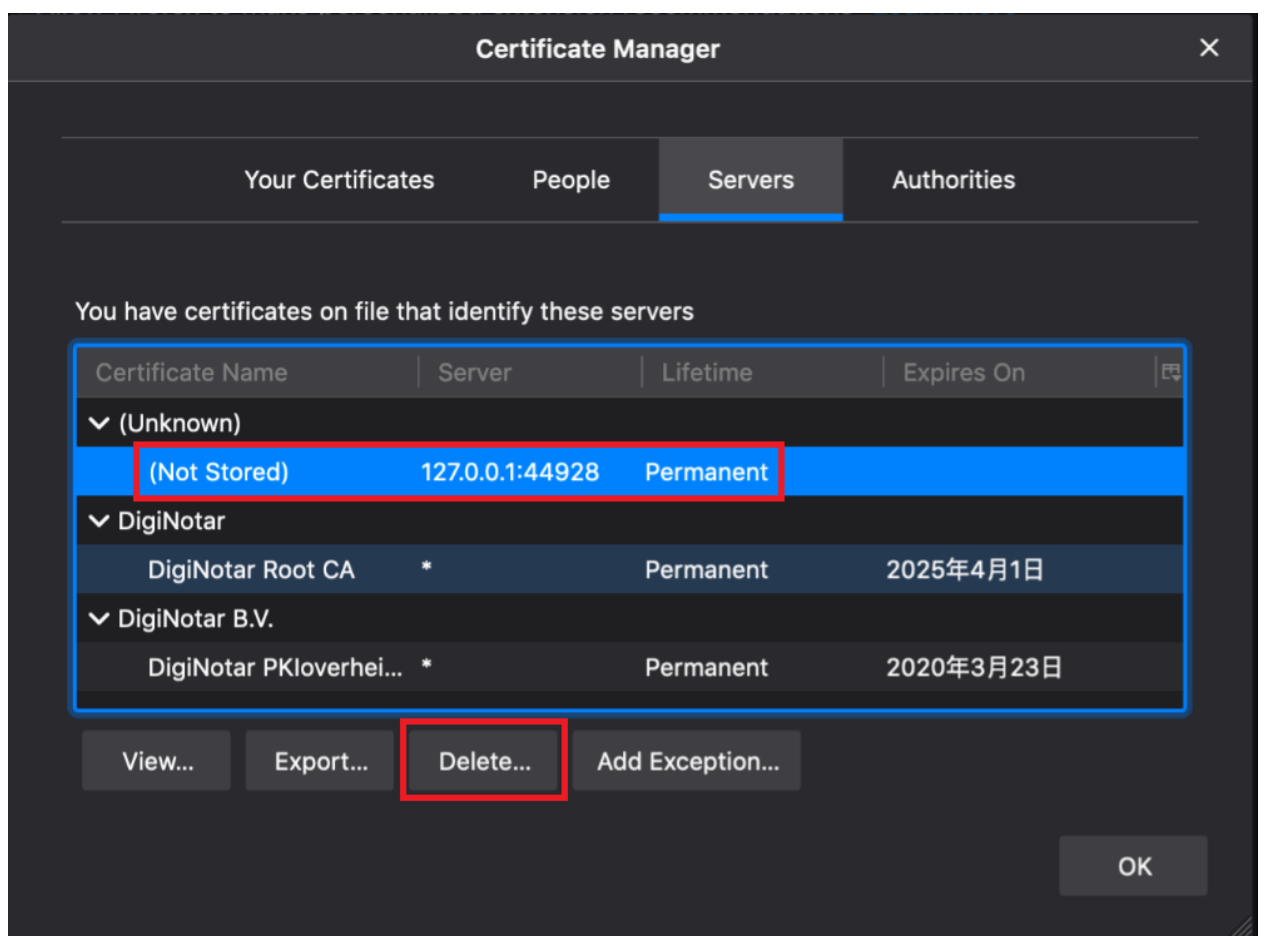 Certificate Manager
Your Certificates People Servers Authorities
You have certificates on file that identify these servers
Certificate Name Server Lifetime Expires On
(Unknown)
(Not Stored) 127.0.0.1:44928 Permanent
DigiNotar
DigiNotar Root CA * Permanent 2025年4月1日
DigiNotar B.V.
DigiNotar PKIoverhei... * Permanent 2020年3月23日
View... Export... Delete... Add Exception...
OK